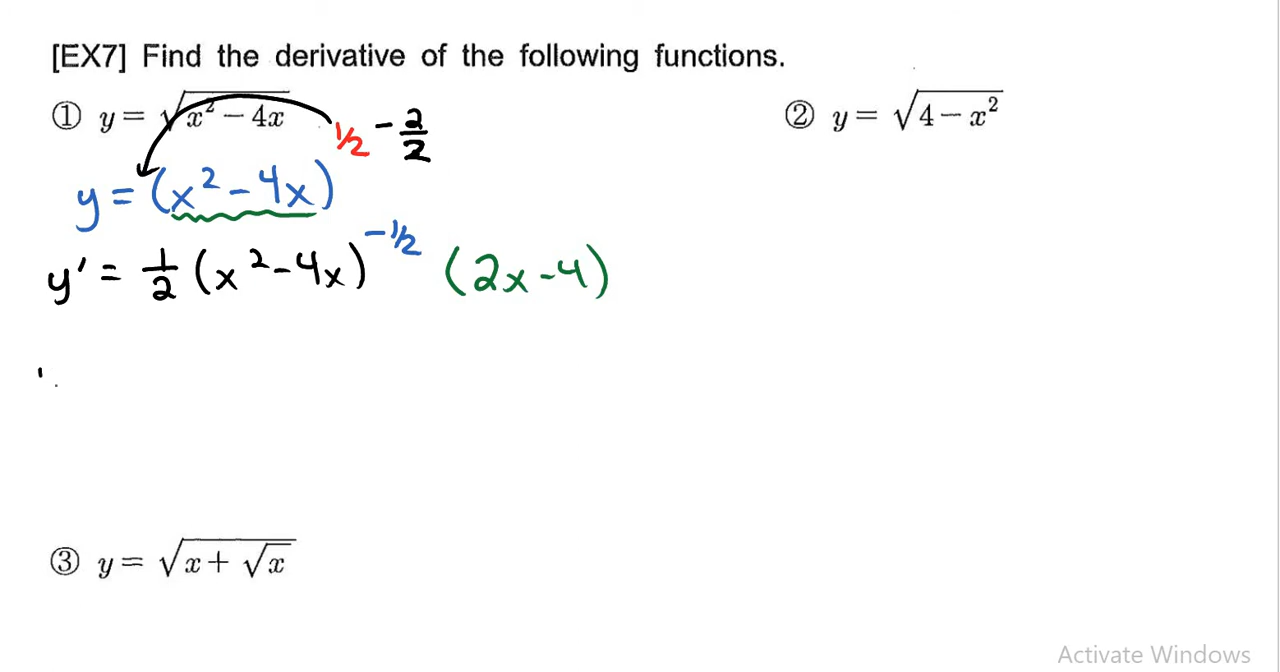 [EX7] Find the derivative of the following functions.
① y = √(x² − 4x)
1/2 − 2/2
② y = √(4 − x²)
y = (x² − 4x)
y' = 1/2 (x² − 4x)^(−1/2) (2x − 4)
③ y = √(x + √x)
Activate Windows